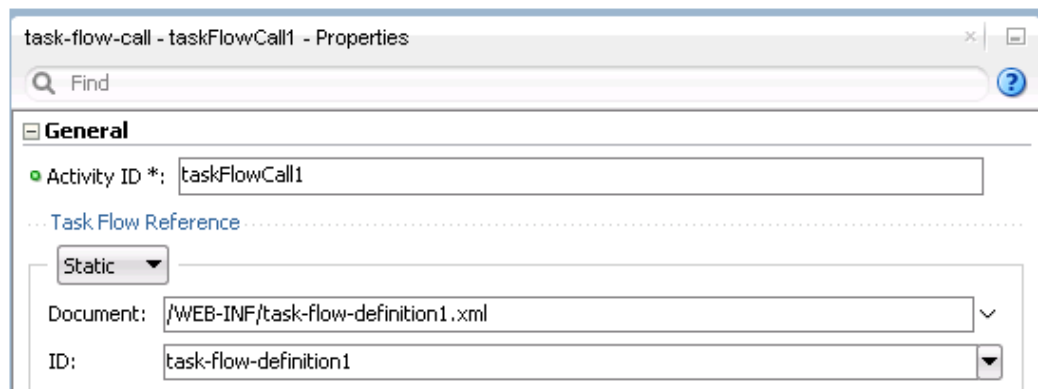 task-flow-call - taskFlowCall1 - Properties
Find
General
Activity ID *: taskFlowCall1
Task Flow Reference
Static
Document: /WEB-INF/task-flow-definition1.xml
ID: task-flow-definition1